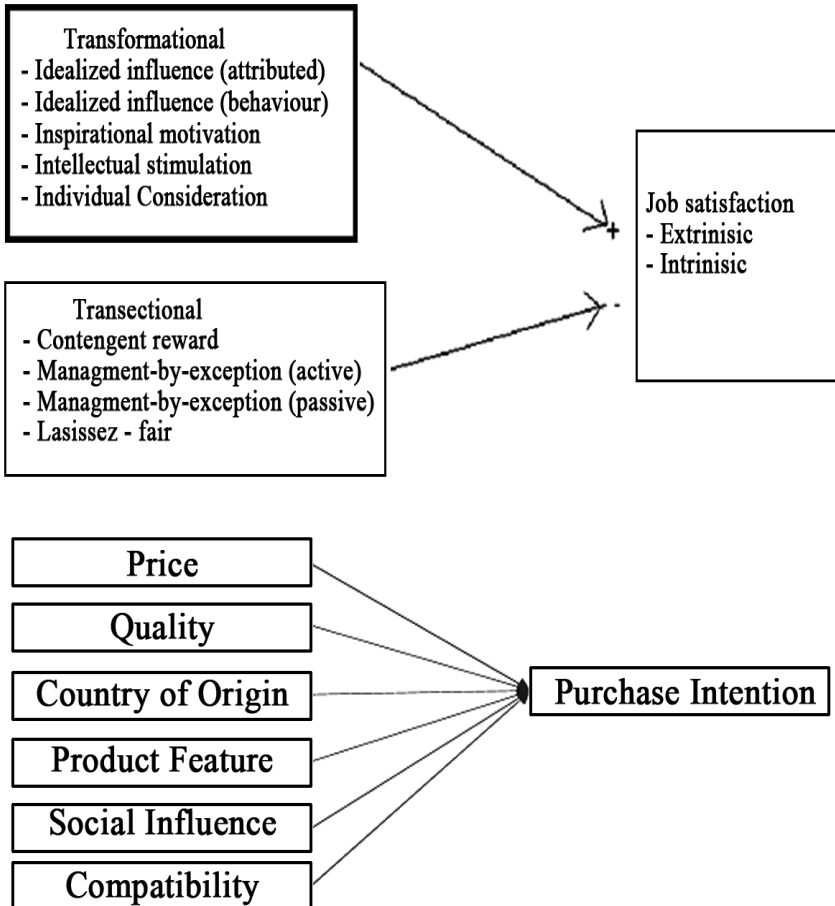 Transformational
- Idealized influence (attributed)
- Idealized influence (behaviour)
- Inspirational motivation
- Intellectual stimulation
- Individual Consideration
+
Job satisfaction
- Extrinisic
- Intrinisic
-
Transectional
- Contengent reward
- Managment-by-exception (active)
- Managment-by-exception (passive)
- Lasissez - fair
Price
Quality
Country of Origin
Product Feature
Social Influence
Compatibility
Purchase Intention